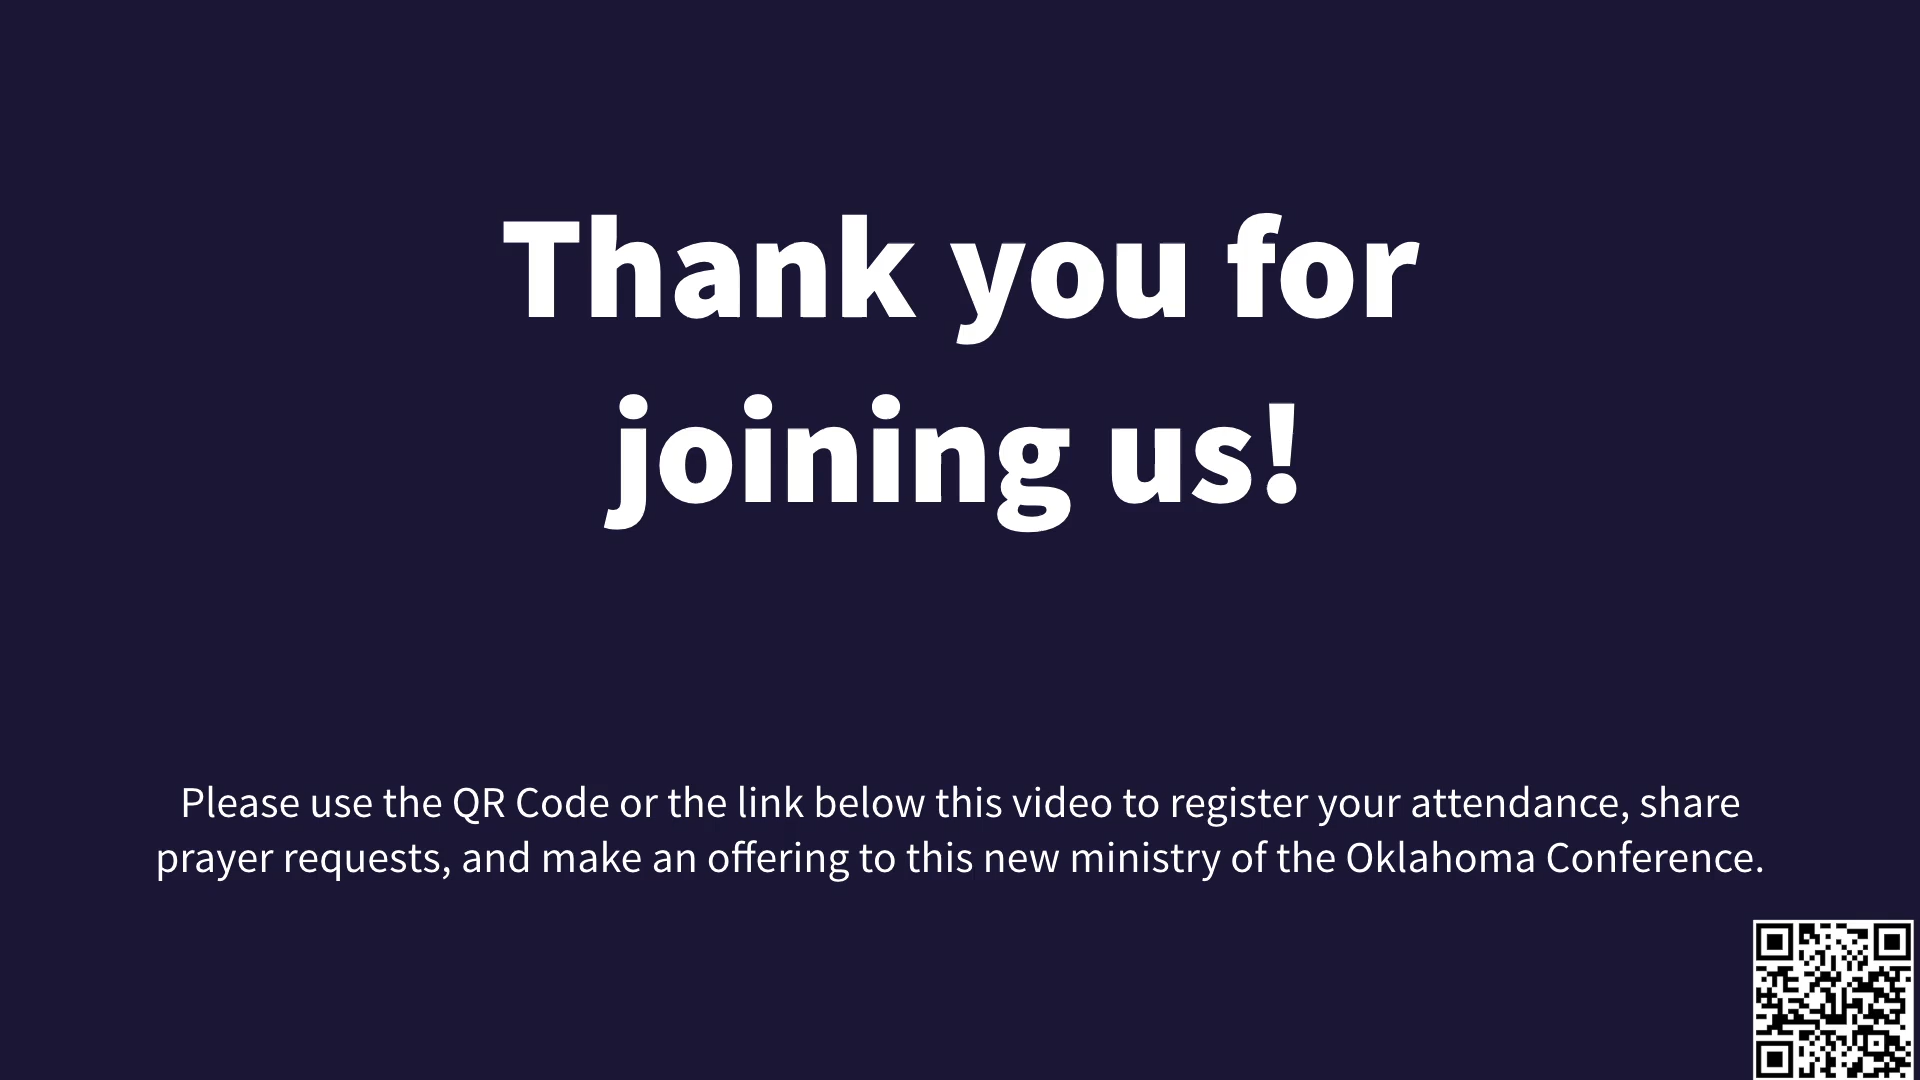 Thank you for
joining us!
Please use the QR Code or the link below this video to register your attendance, share
prayer requests, and make an offering to this new ministry of the Oklahoma Conference.